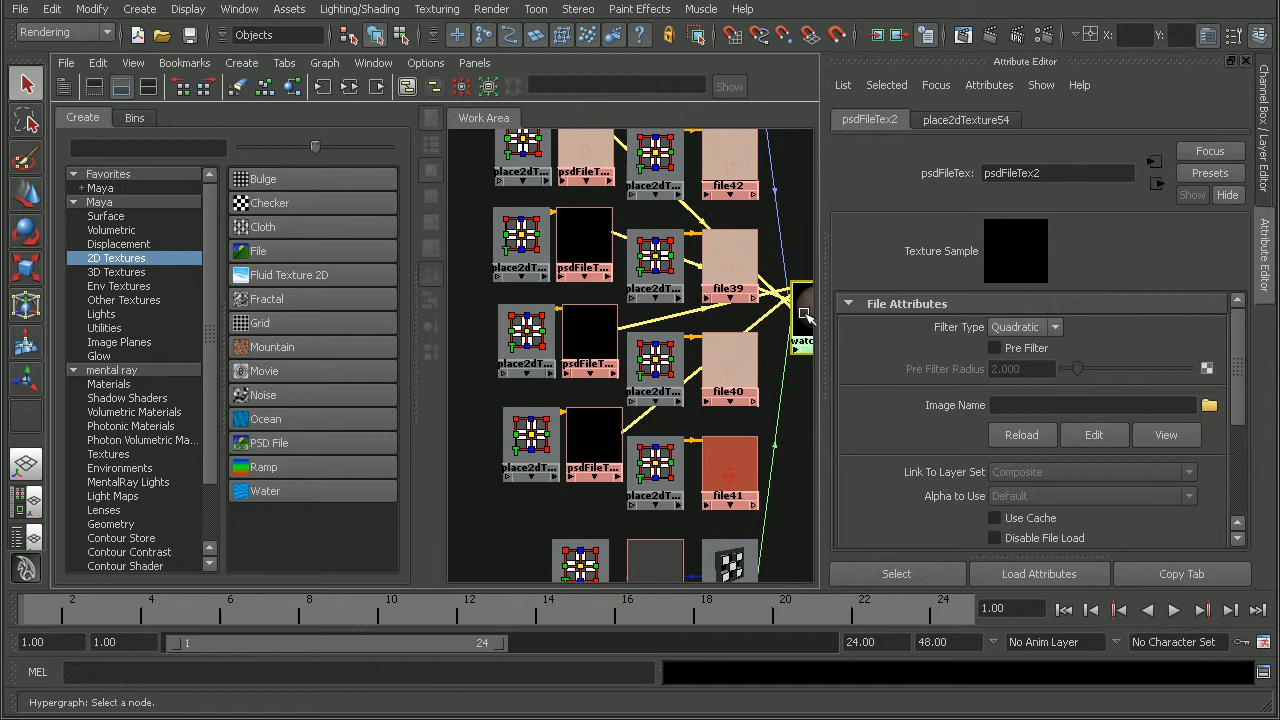 File Edit Modify Create Display Window Assets Lighting/Shading Texturing Render Toon Stereo Paint Effects Muscle Help
Rendering Objects X: Y:
File Edit View Bookmarks Create Tabs Graph Window Options Panels
Show
Create Bins
Work Area
Favorites
+ Maya
Maya
Surface
Volumetric
Displacement
2D Textures
3D Textures
Env Textures
Other Textures
Lights
Utilities
Image Planes
Glow
mental ray
Materials
Shadow Shaders
Volumetric Materials
Photonic Materials
Photon Volumetric Ma...
Textures
Environments
MentalRay Lights
Light Maps
Lenses
Geometry
Contour Store
Contour Contrast
Contour Shader
Bulge
Checker
Cloth
File
Fluid Texture 2D
Fractal
Grid
Mountain
Movie
Noise
Ocean
PSD File
Ramp
Water
place2dT... psdFileT...
place2dT... file42
place2dT... psdFileT...
place2dT... file39
place2dT... psdFileT...
watc
place2dT... file40
place2dT... psdFileT...
place2dT... file41
Attribute Editor
List Selected Focus Attributes Show Help
psdFileTex2 place2dTexture54
psdFileTex: psdFileTex2
Focus
Presets
Show Hide
Texture Sample
File Attributes
Filter Type Quadratic
Pre Filter
Pre Filter Radius 2.000
Image Name
Reload Edit View
Link To Layer Set Composite
Alpha to Use Default
Use Cache
Disable File Load
Select Load Attributes Copy Tab
Channel Box / Layer Editor
Attribute Editor
2 4 6 8 10 12 14 16 18 20 22 24
1.00
1.00 1.00 1 24 24.00 48.00 No Anim Layer No Character Set
MEL
Hypergraph: Select a node.